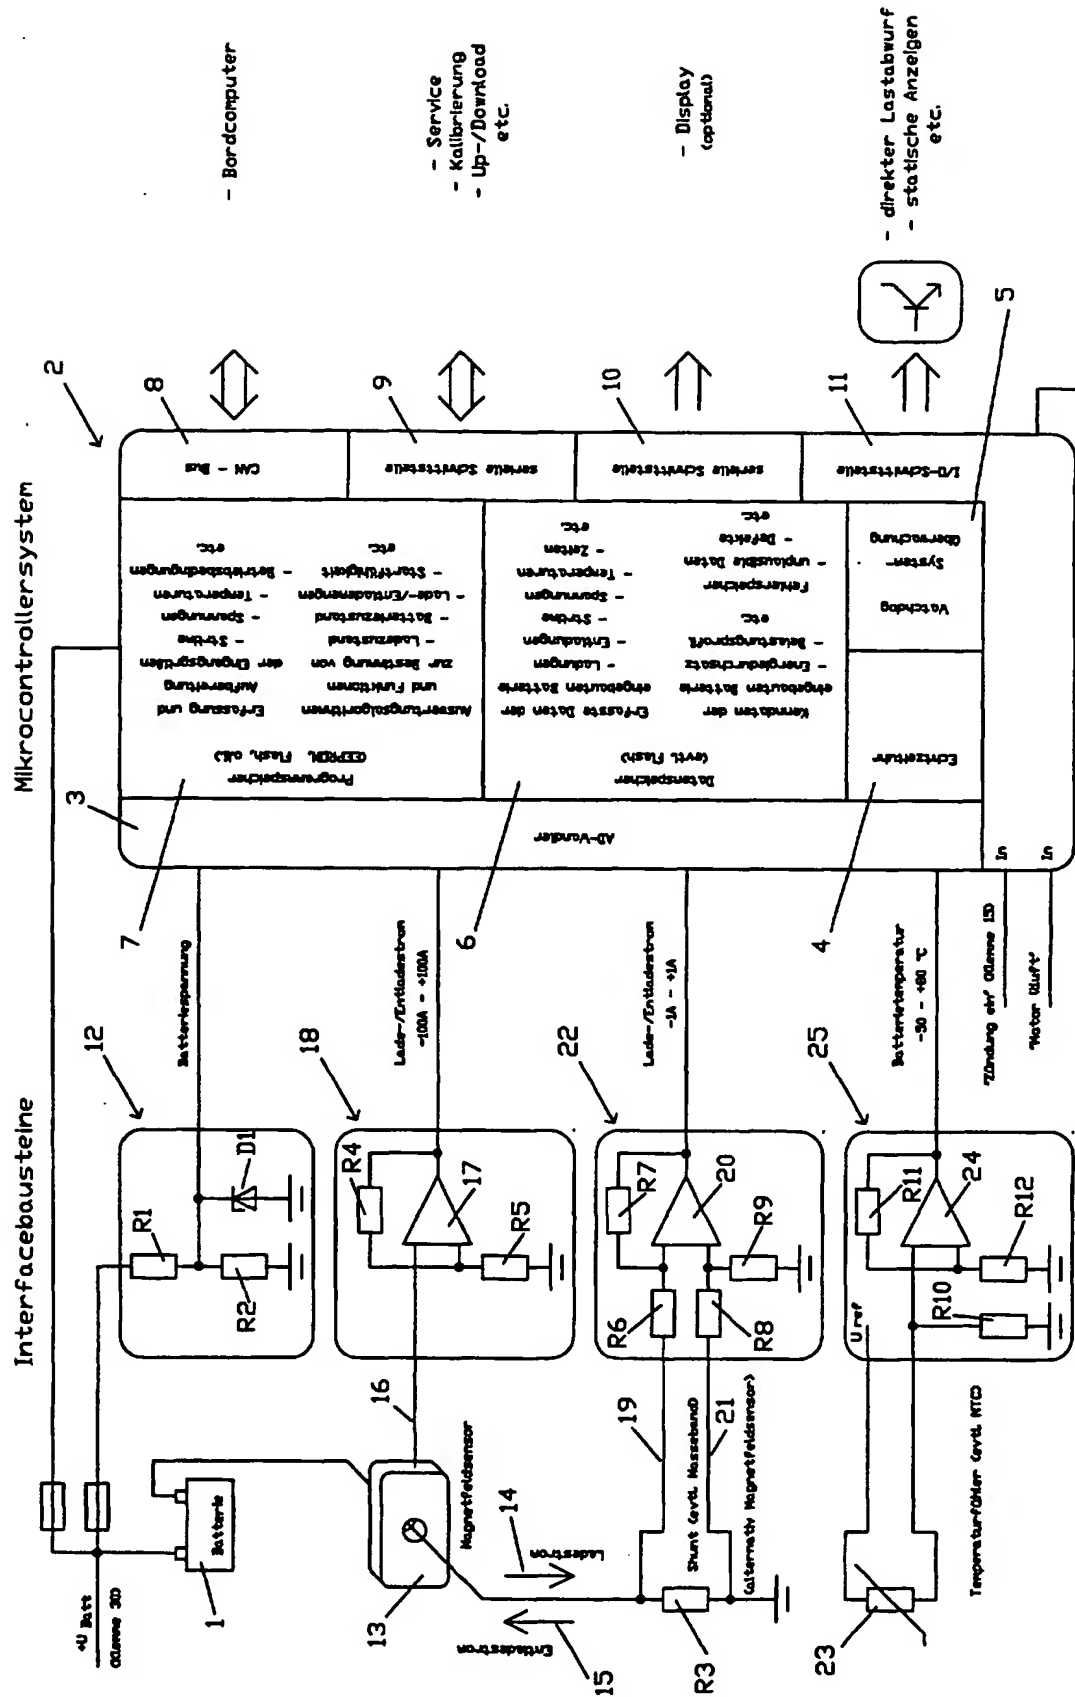 Interfacebausteine
Mikrocontrollersystem
+U Batt
(Klemme 30)
1
Batterie
12
R1
R2
D1
Batteriespannung
13
Magnetfeldsensor
16
18
R4
R5
17
Lade-/Entladestrom
-100A - +100A
14
Ladestrom
15
Entladestrom
R3
Shunt (evtl. Masseband)
(alternativ Magnetfeldsensor)
19
21
22
R6
R7
R8
R9
20
Lade-/Entladestrom
-1A - +1A
23
Temperaturfühler (evtl. NTC)
25
U ref
R10
R11
R12
24
Batterietemperatur
-30 - +80 °C
"Zündung ein" (Klemme 15)
"Motor läuft"
In
In
2
3
AD-Wandler
7
Programmspeicher
(EEPROM, Flash, o.ä.)
Erfassung und
Aufbereitung
der Eingangsgrößen
- Ströme
- Spannungen
- Temperaturen
- Betriebsbedingungen
etc.
Auswertungsalgorithmen
und Funktionen
zur Bestimmung von
- Ladezustand
- Batteriezustand
- Lade-/Entlademengen
- Startfähigkeit
etc.
6
Datenspeicher
(evtl. Flash)
Erfasste Daten der
eingebauten Batterie
- Ladungen
- Entladungen
- Ströme
- Spannungen
- Temperaturen
- Zeiten
etc.
Kenndaten der
eingebauten Batterie
- Energiedurchsatz
- Belastungsprofil
etc.
Fehlerspeicher
unplausible Daten
- Defekte
etc.
4
Echtzeituhr
5
Watchdog
System-
überwachung
8
CAN - Bus
9
serielle Schnittstelle
10
serielle Schnittstelle
11
I/O-Schnittstelle
- Bordcomputer
- Service
- Kalibrierung
- Up-/Download
etc.
- Display
(optional)
- direkter Lastabwurf
- statische Anzeigen
etc.